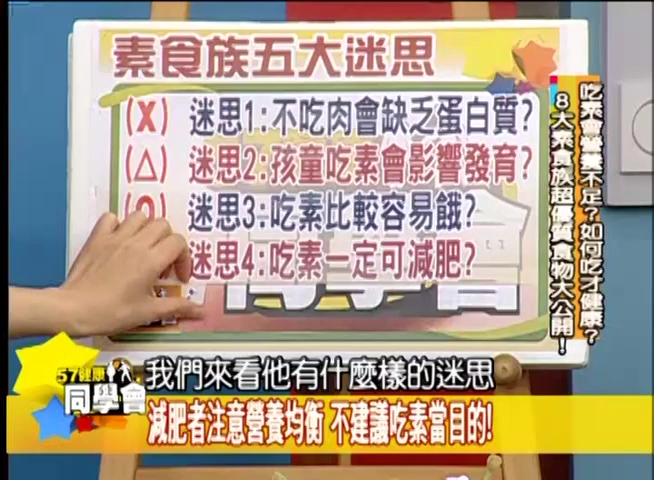 素食族五大迷思
(X) 迷思1:不吃肉會缺乏蛋白質?
(△) 迷思2:孩童吃素會影響發育?
(O) 迷思3:吃素比較容易餓?
迷思4:吃素一定可減肥?
吃素會營養不足?如何吃才健康?
8大素食族超優質食物大公開!
57健康
同學會
我們來看他有什麼樣的迷思
減肥者注意營養均衡 不建議吃素當目的!